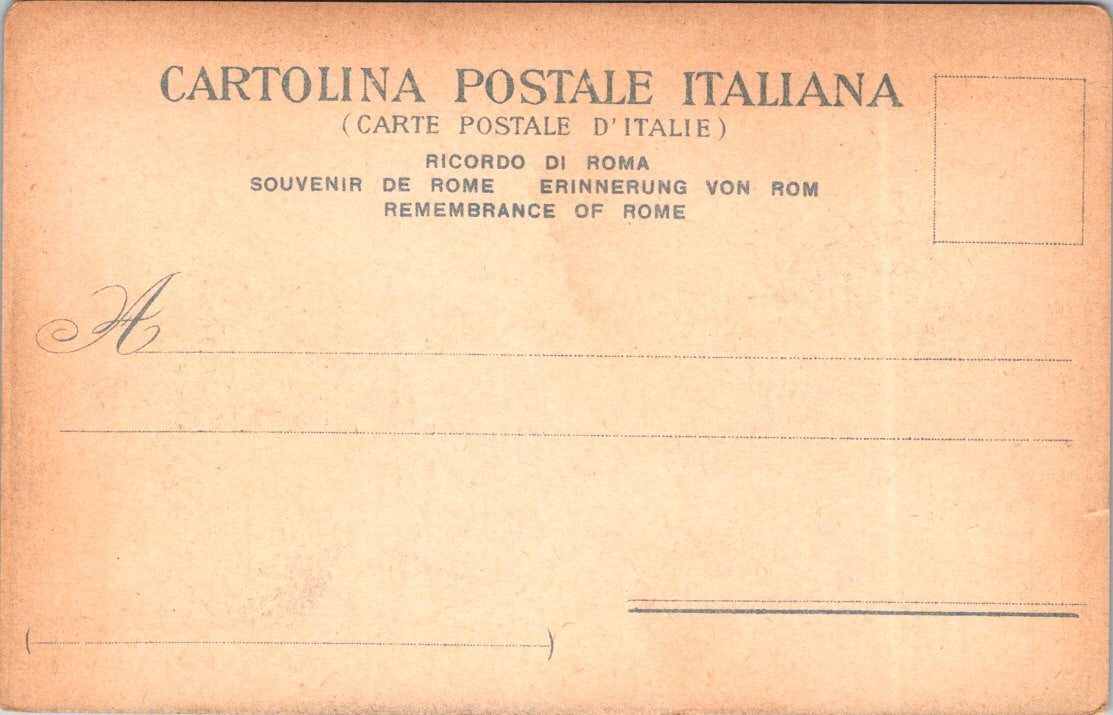 CARTOLINA POSTALE ITALIANA
(CARTE POSTALE D'ITALIE)
RICORDO DI ROMA
SOUVENIR DE ROME ERINNERUNG VON ROM
REMEMBRANCE OF ROME
A